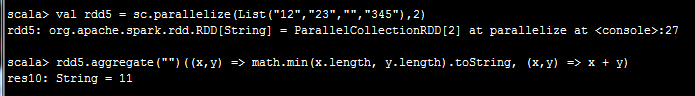 scala> val rdd5 = sc.parallelize(List("12","23","","345"),2)
rdd5: org.apache.spark.rdd.RDD[String] = ParallelCollectionRDD[2] at parallelize at <console>:27
scala> rdd5.aggregate("")((x,y) => math.min(x.length, y.length).toString, (x,y) => x + y)
res10: String = 11